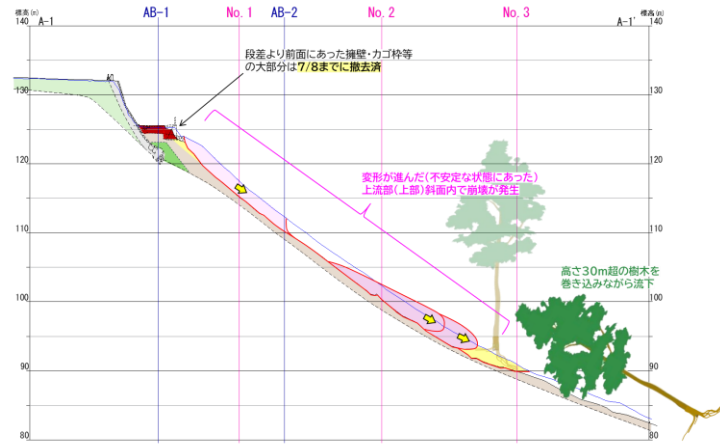 標高(m)
A-1
AB-1
No. 1
AB-2
No. 2
No. 3
標高(m)
A-1'
140
140
段差より前面にあった擁壁・カゴ枠等
の大部分は7/8までに撤去済
130
130
120
120
変形が進んだ(不安定な状態にあった)
上流部(上部)斜面内で崩壊が発生
110
110
高さ30m超の樹木を
巻き込みながら流下
100
100
90
90
80
80